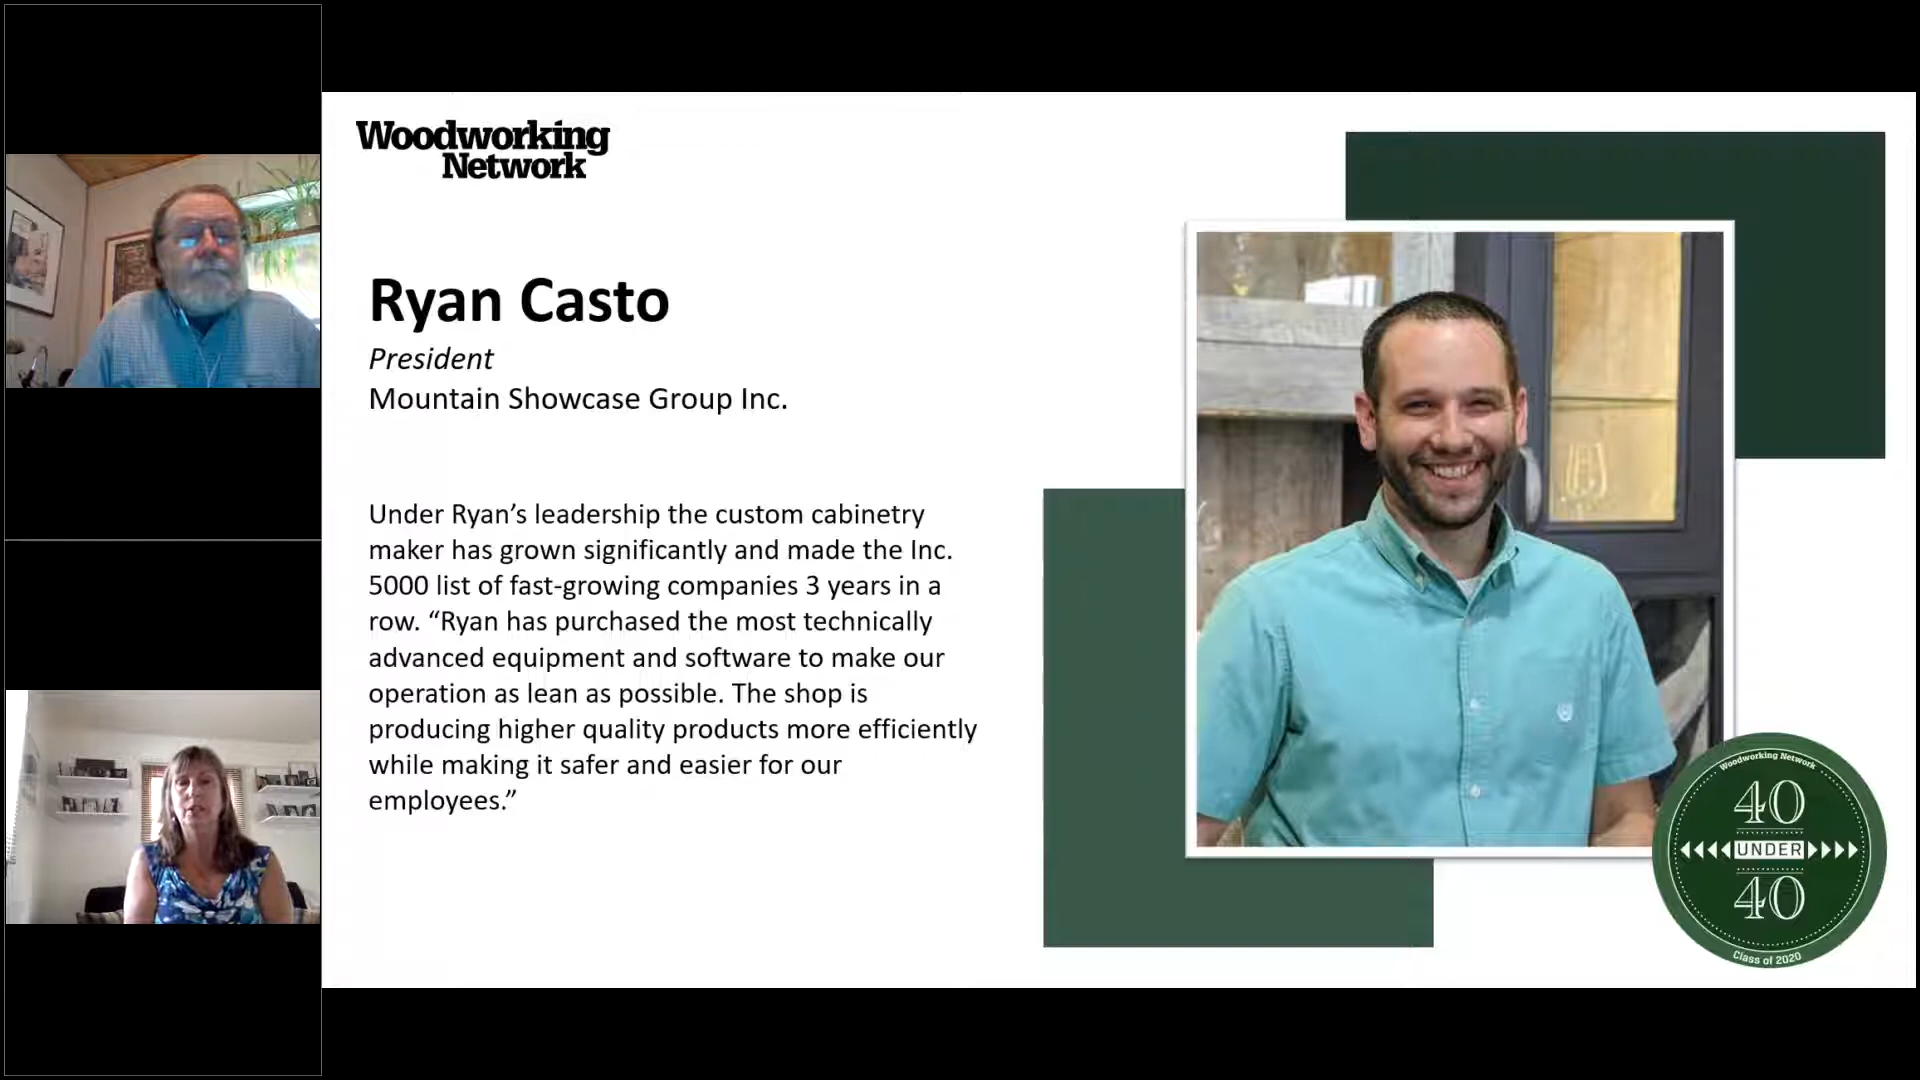 Woodworking
Network
Ryan Casto
President
Mountain Showcase Group Inc.
Under Ryan’s leadership the custom cabinetry
maker has grown significantly and made the Inc.
5000 list of fast-growing companies 3 years in a
row. “Ryan has purchased the most technically
advanced equipment and software to make our
operation as lean as possible. The shop is
producing higher quality products more efficiently
while making it safer and easier for our
employees.”
Woodworking Network
40
UNDER
40
Class of 2020